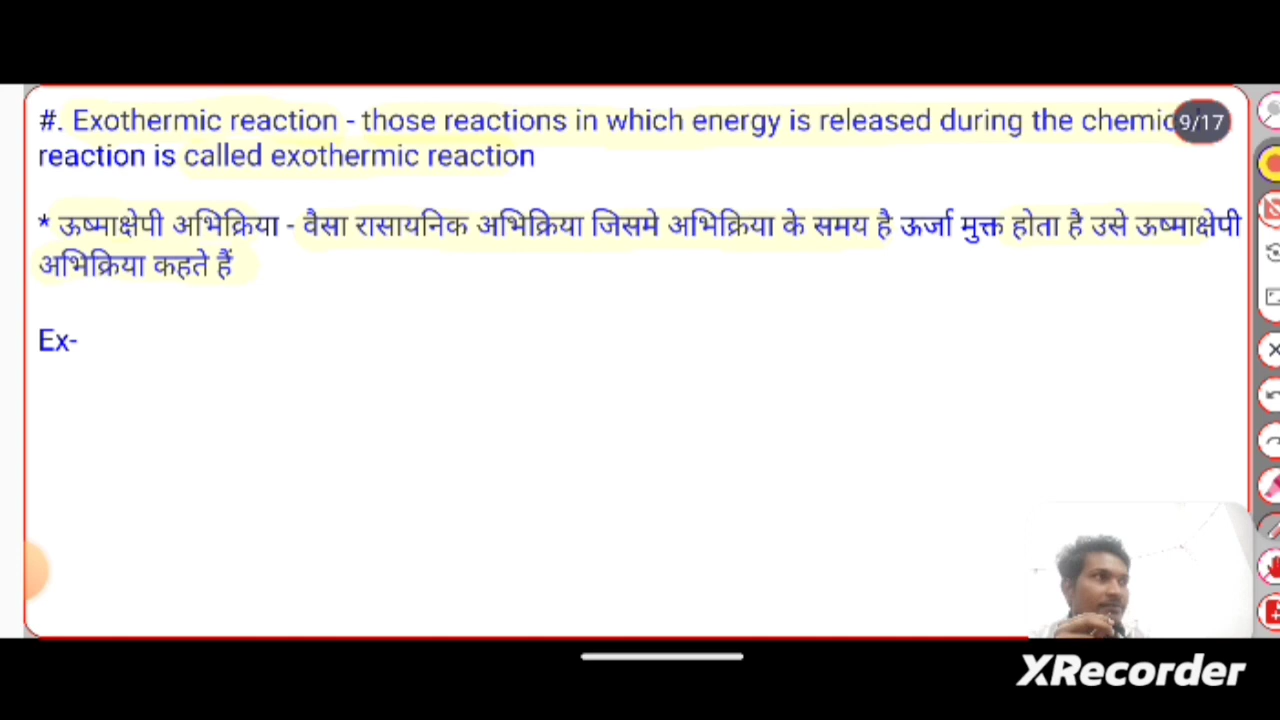 #. Exothermic reaction - those reactions in which energy is released during the
9/17
reaction is called exothermic reaction
* ऊष्माक्षेपी अभिक्रिया - वैसा रासायनिक अभिक्रिया जिसमे अभिक्रिया के समय है ऊर्जा मुक्त होता है उसे ऊष्माक्षेपी
अभिक्रिया कहते हैं
Ex-
XRecorder